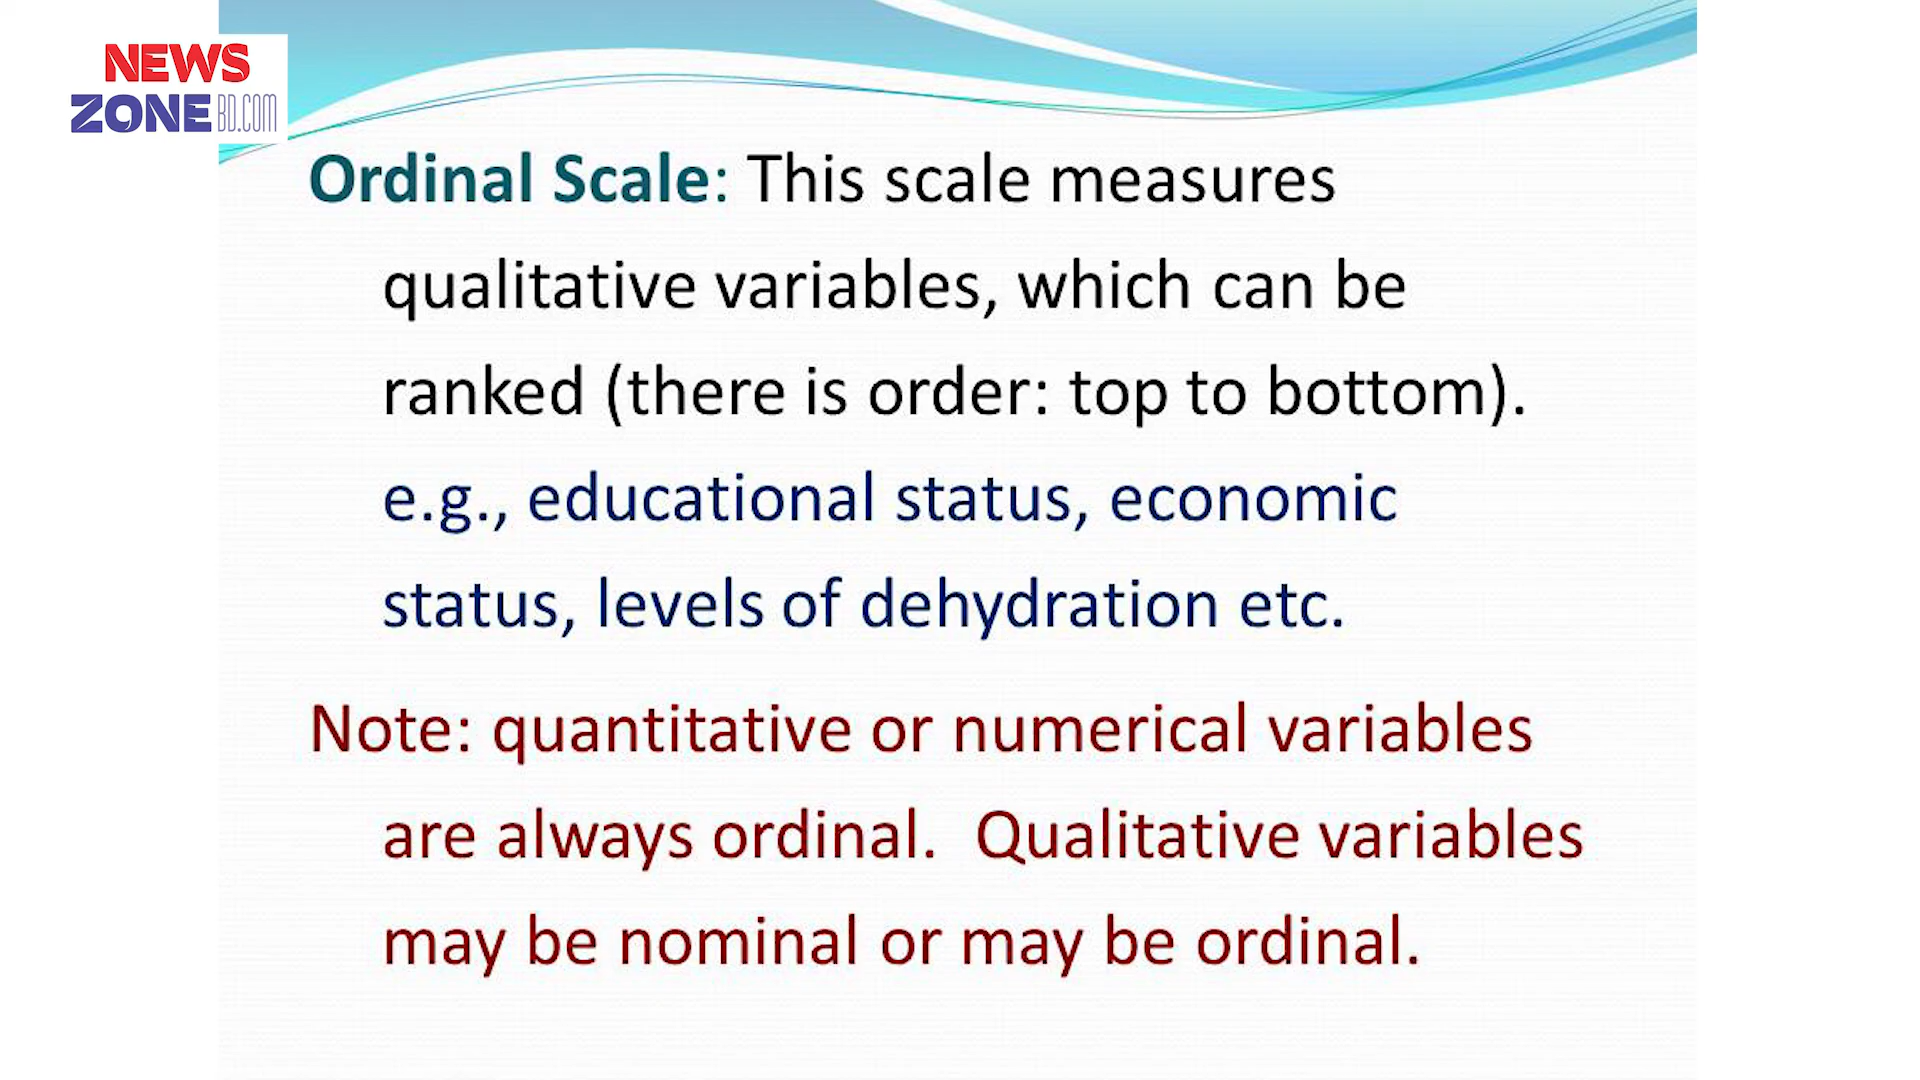 NEWS
ZONE BD.COM
Ordinal Scale: This scale measures
qualitative variables, which can be
ranked (there is order: top to bottom).
e.g., educational status, economic
status, levels of dehydration etc.
Note: quantitative or numerical variables
are always ordinal.  Qualitative variables
may be nominal or may be ordinal.